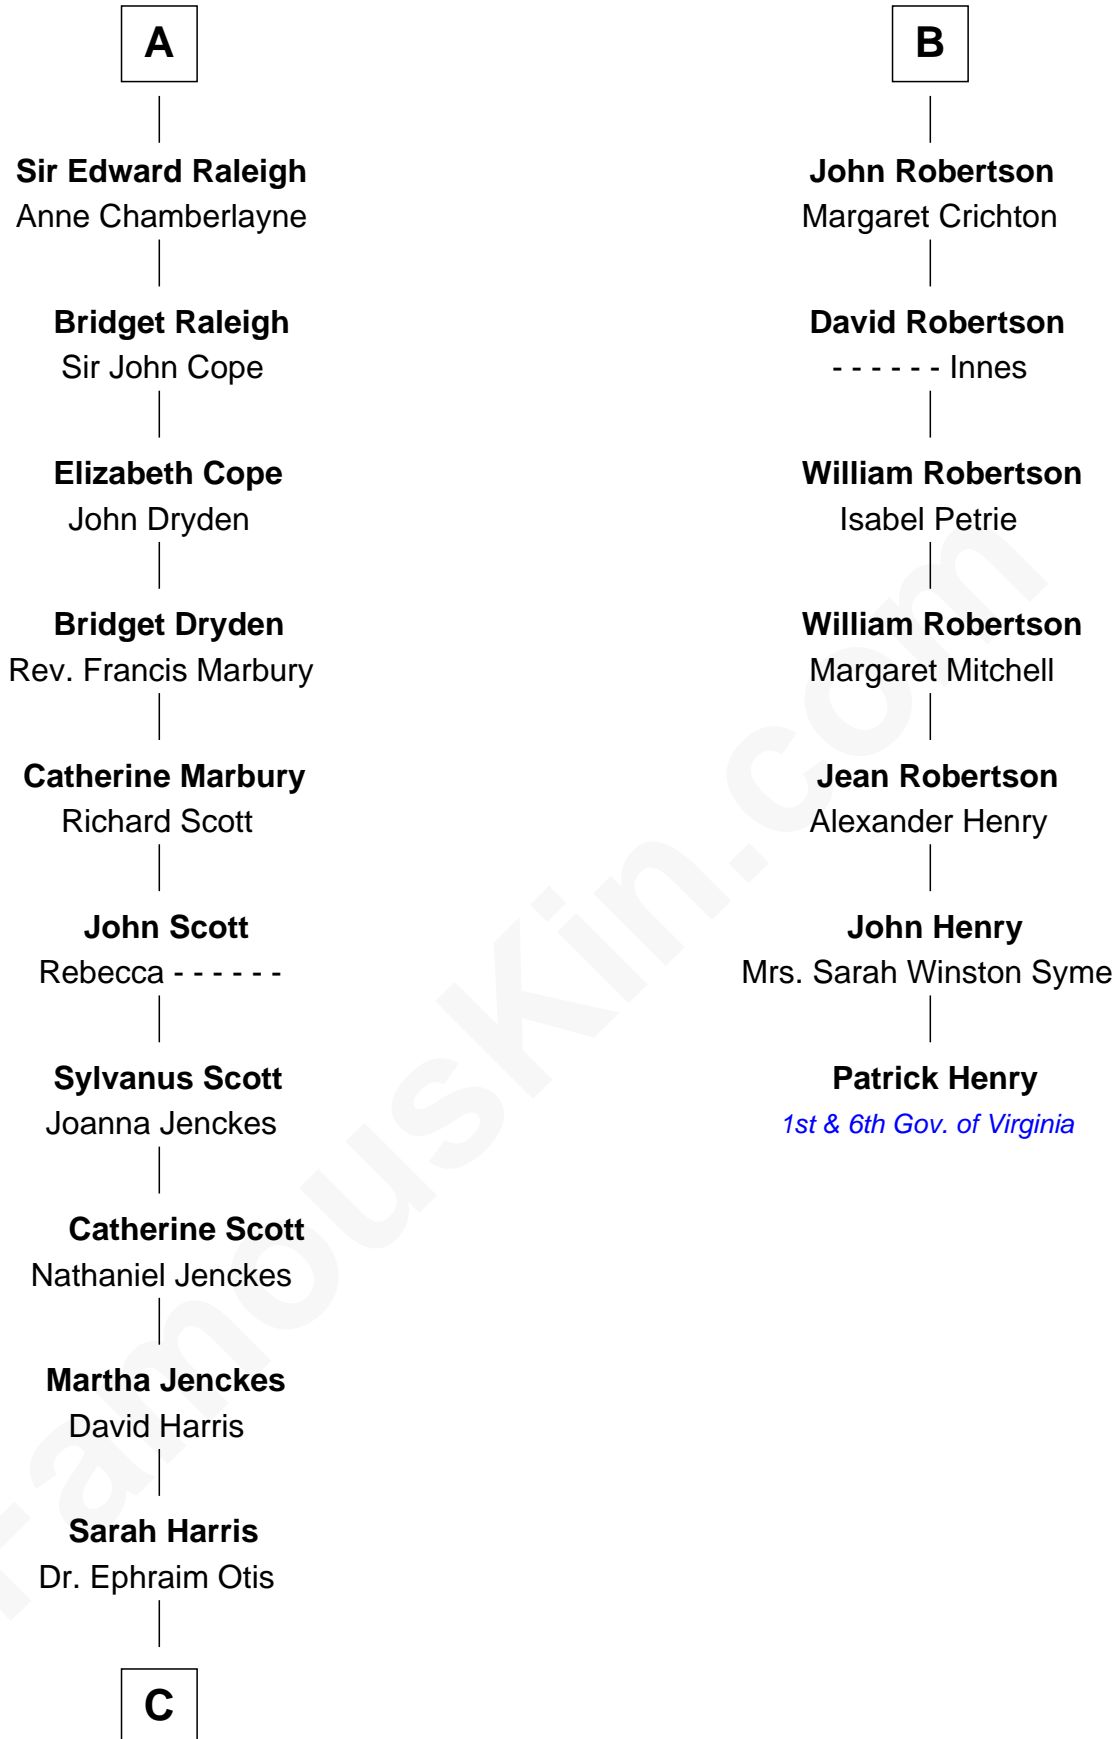 A
Sir Edward Raleigh
Anne Chamberlayne
Bridget Raleigh
Sir John Cope
Elizabeth Cope
John Dryden
Bridget Dryden
Rev. Francis Marbury
Catherine Marbury
Richard Scott
John Scott
Rebecca - - - - - -
Sylvanus Scott
Joanna Jenckes
Catherine Scott
Nathaniel Jenckes
Martha Jenckes
David Harris
Sarah Harris
Dr. Ephraim Otis
C
B
John Robertson
Margaret Crichton
David Robertson
- - - - - - Innes
William Robertson
Isabel Petrie
William Robertson
Margaret Mitchell
Jean Robertson
Alexander Henry
John Henry
Mrs. Sarah Winston Syme
Patrick Henry
1st & 6th Gov. of Virginia
FamousKin.com